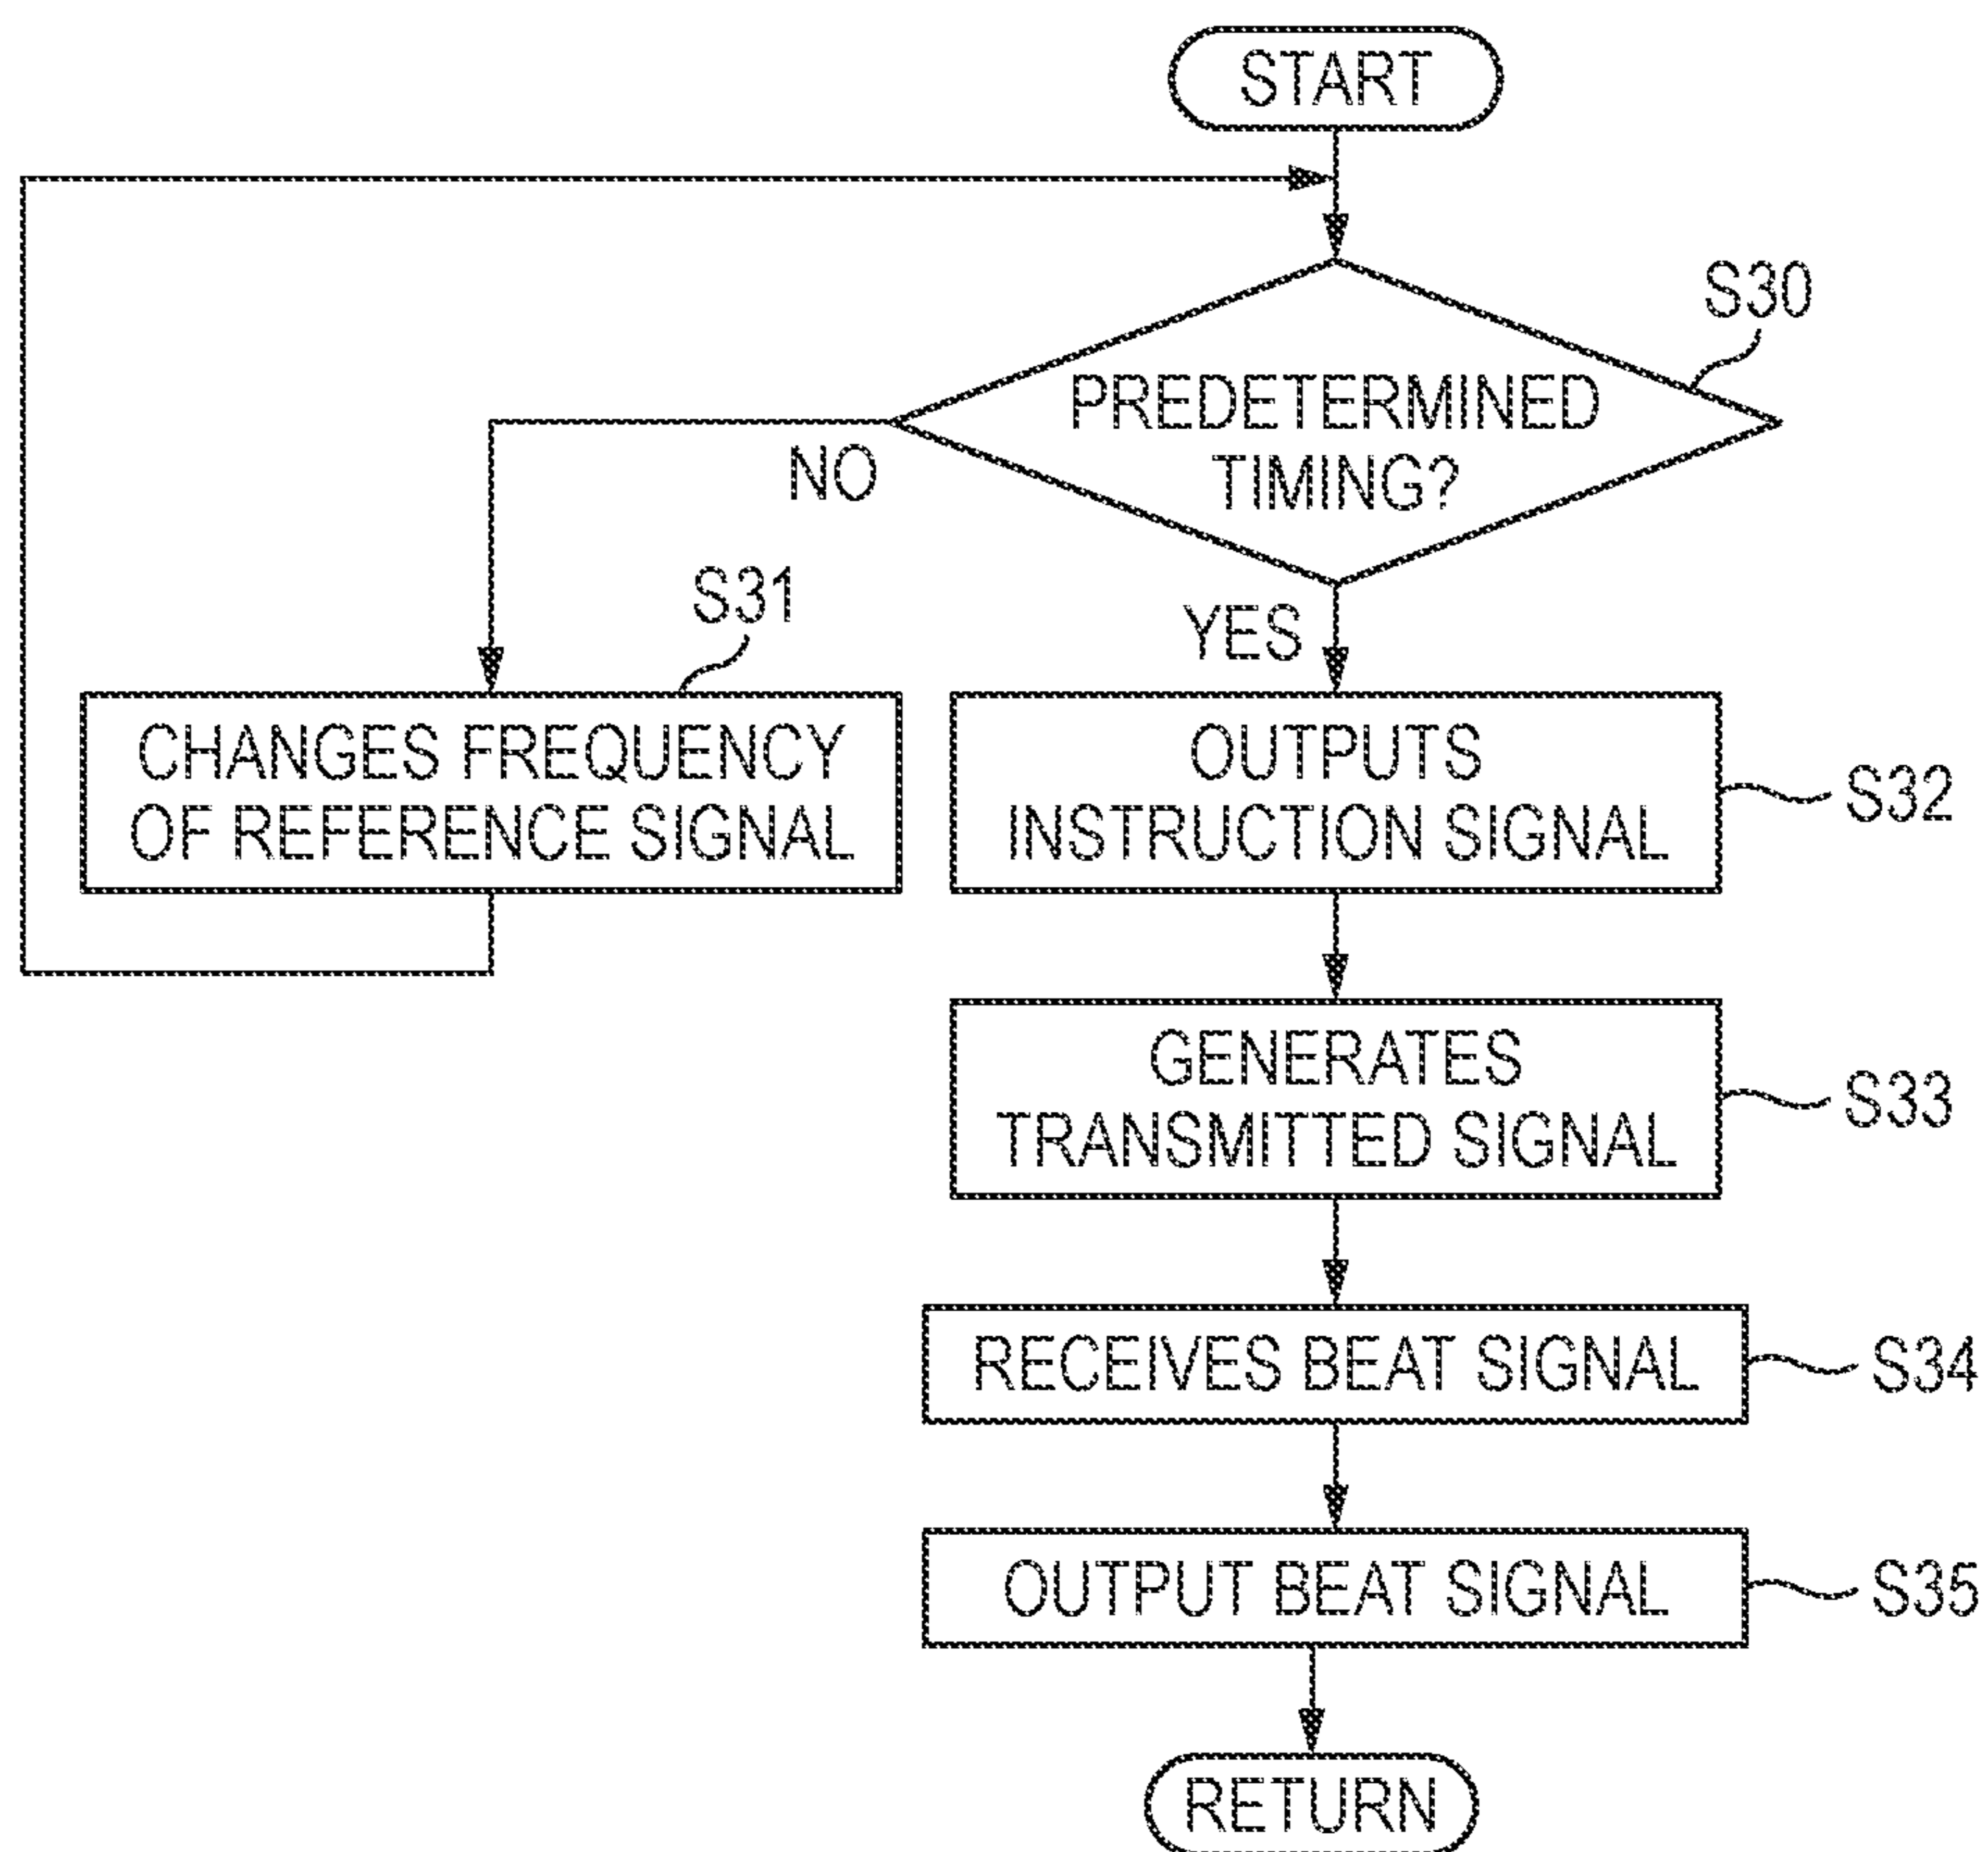 START
S30
PREDETERMINED
TIMING?
NO
YES
S31
CHANGES FREQUENCY
OF REFERENCE SIGNAL
OUTPUTS
INSTRUCTION SIGNAL
S32
GENERATES
TRANSMITTED SIGNAL
S33
RECEIVES BEAT SIGNAL
S34
OUTPUT BEAT SIGNAL
S35
RETURN